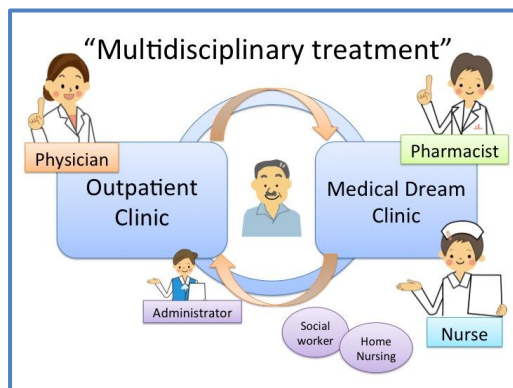 “Multidisciplinary treatment”
Physician
Pharmacist
Outpatient
Clinic
Medical Dream
Clinic
Administrator
Social
worker
Home
Nursing
Nurse